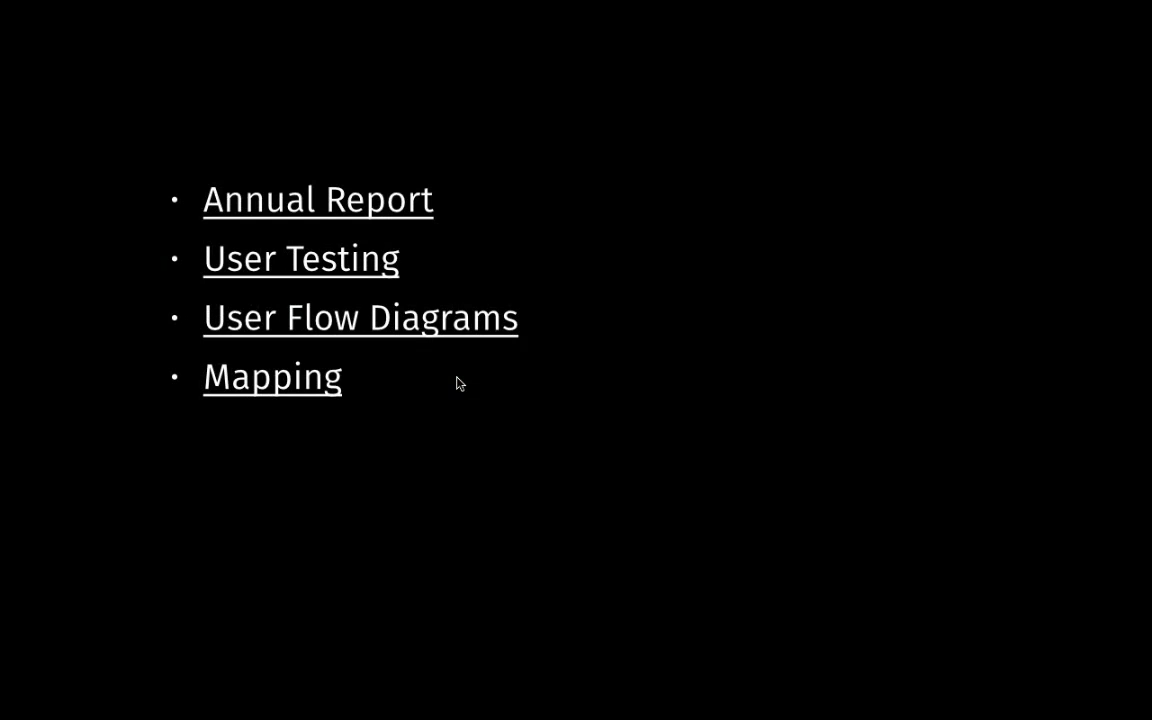 • Annual Report
• User Testing
• User Flow Diagrams
• Mapping